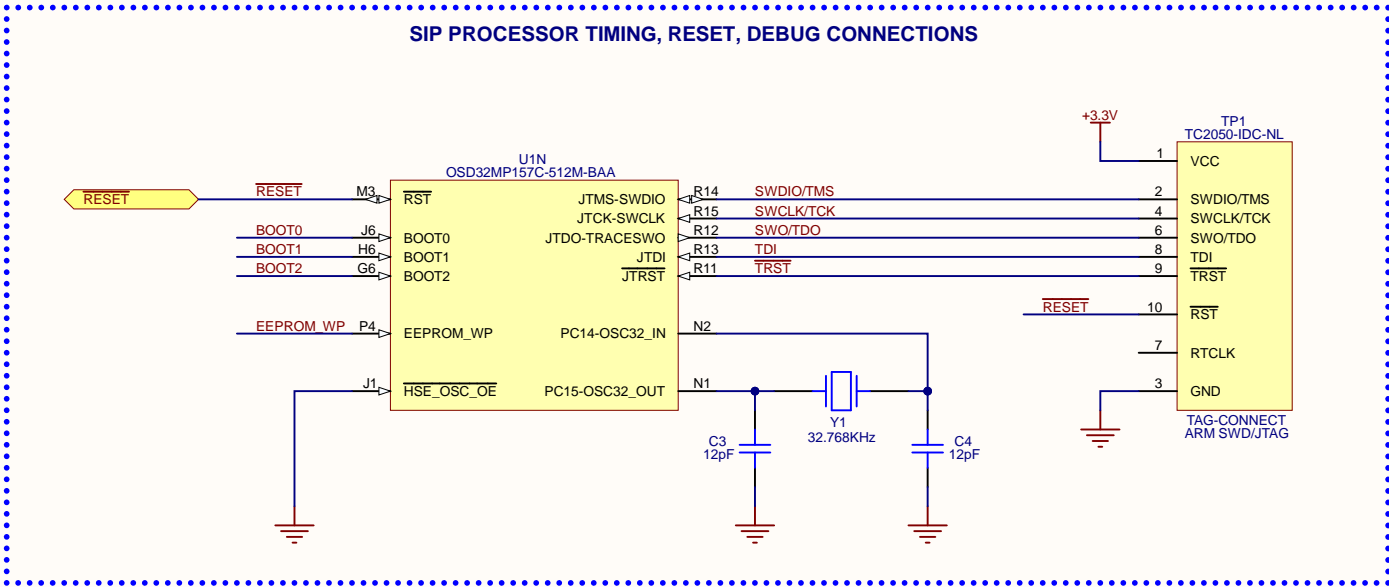 SIP PROCESSOR TIMING, RESET, DEBUG CONNECTIONS
U1N
OSD32MP157C-512M-BAA
RESET
RESET
M3
RST
BOOT0
J6
BOOT0
BOOT1
H6
BOOT1
BOOT2
G6
BOOT2
EEPROM_WP
P4
EEPROM_WP
J1
HSE_OSC_OE
JTMS-SWDIO
R14
SWDIO/TMS
JTCK-SWCLK
R15
SWCLK/TCK
JTDO-TRACESWO
R12
SWO/TDO
JTDI
R13
TDI
JTRST
R11
TRST
PC14-OSC32_IN
N2
PC15-OSC32_OUT
N1
Y1
32.768KHz
C3
12pF
C4
12pF
+3.3V
TP1
TC2050-IDC-NL
1
VCC
2
SWDIO/TMS
4
SWCLK/TCK
6
SWO/TDO
8
TDI
9
TRST
RESET
10
RST
7
RTCLK
3
GND
TAG-CONNECT
ARM SWD/JTAG